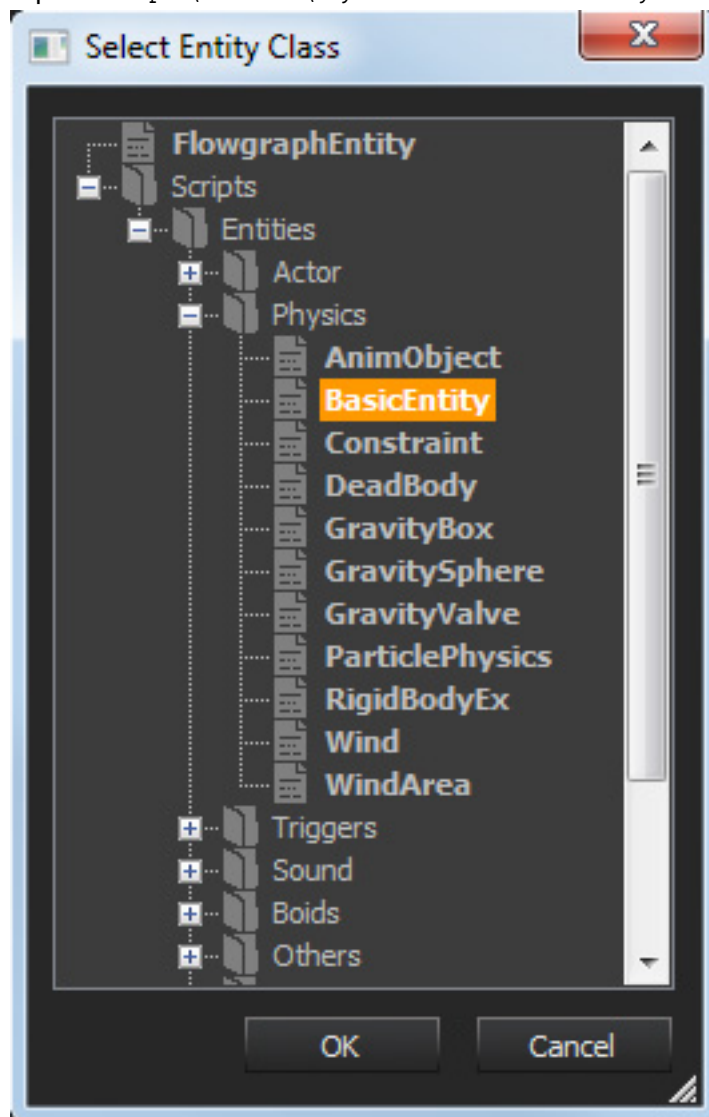 Select Entity Class
FlowgraphEntity
Scripts
Entities
Actor
Physics
AnimObject
BasicEntity
Constraint
DeadBody
GravityBox
GravitySphere
GravityValve
ParticlePhysics
RigidBodyEx
Wind
WindArea
Triggers
Sound
Boids
Others
OK Cancel